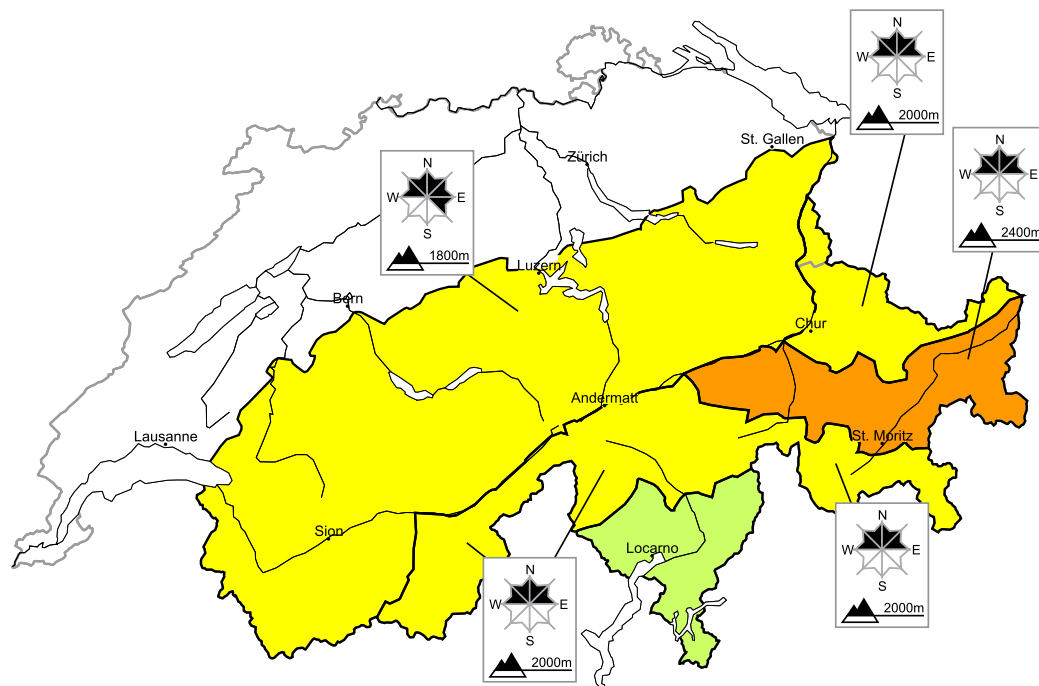 N
W E
S
2000m
St. Gallen
N
W E
S
2400m
Zürich
N
W E
S
1800m
Luzern
Bern
Chur
Andermatt
Lausanne
St. Moritz
Sion
Locarno
N
W E
S
2000m
N
W E
S
2000m